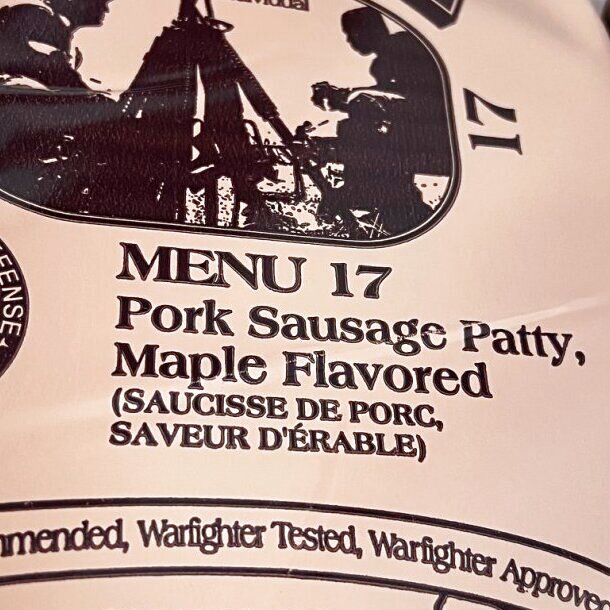 17
MENU 17
Pork Sausage Patty,
Maple Flavored
(SAUCISSE DE PORC,
SAVEUR D'ÉRABLE)
Warfighter Tested, Warfighter Approved